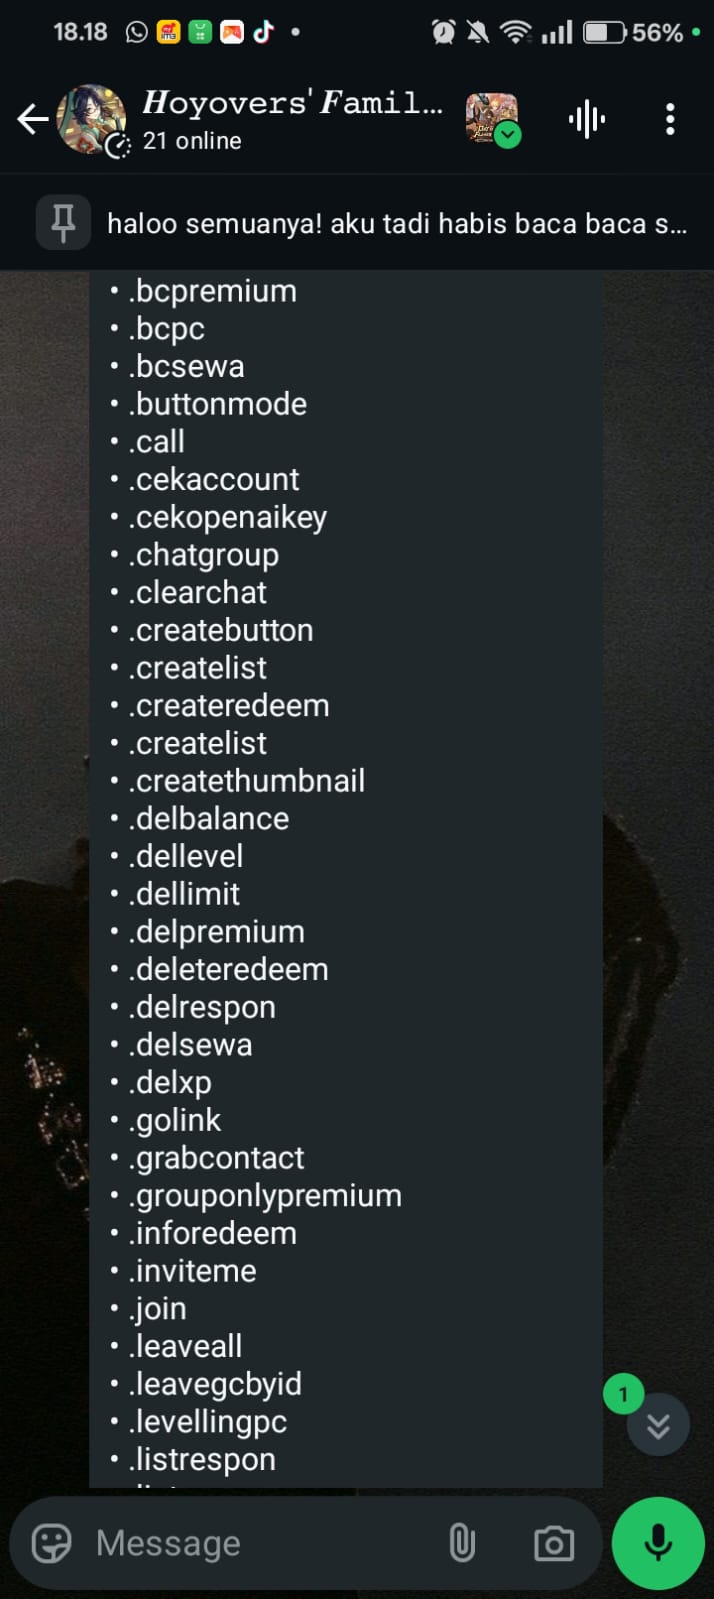 18.18
56%
Hoyovers' Famil...
21 online
haloo semuanya! aku tadi habis baca baca s...
• .bcpremium
• .bcpc
• .bcsewa
• .buttonmode
• .call
• .cekaccount
• .cekopenaikey
• .chatgroup
• .clearchat
• .createbutton
• .createlist
• .createredeem
• .createlist
• .createthumbnail
• .delbalance
• .dellevel
• .dellimit
• .delpremium
• .deleteredeem
• .delrespon
• .delsewa
• .delxp
• .golink
• .grabcontact
• .grouponlypremium
• .inforedeem
• .inviteme
• .join
• .leaveall
• .leavegcbyid
• .levellingpc
• .listrespon
1
Message